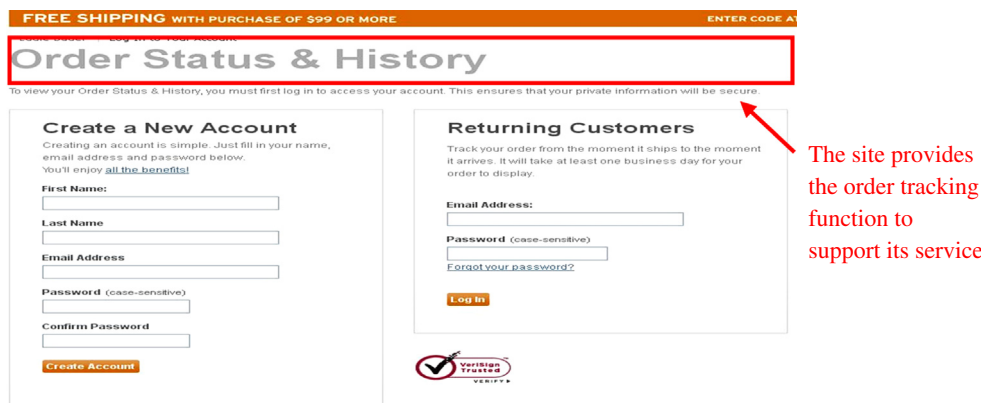 FREE SHIPPING WITH PURCHASE OF $99 OR MORE
ENTER CODE AT
Eddie Bauer | Log In to Your Account
Order Status & History
To view your Order Status & History, you must first log in to access your account. This ensures that your private information will be secure.
Create a New Account
Creating an account is simple. Just fill in your name,
email address and password below.
You'll enjoy all the benefits!
First Name:
Last Name
Email Address
Password (case-sensitive)
Confirm Password
Create Account
Returning Customers
Track your order from the moment it ships to the moment
it arrives. It will take at least one business day for your
order to display.
Email Address:
Password (case-sensitive)
Forgot your password?
Log In
VeriSign
Trusted
VERIFY
The site provides
the order tracking
function to
support its service